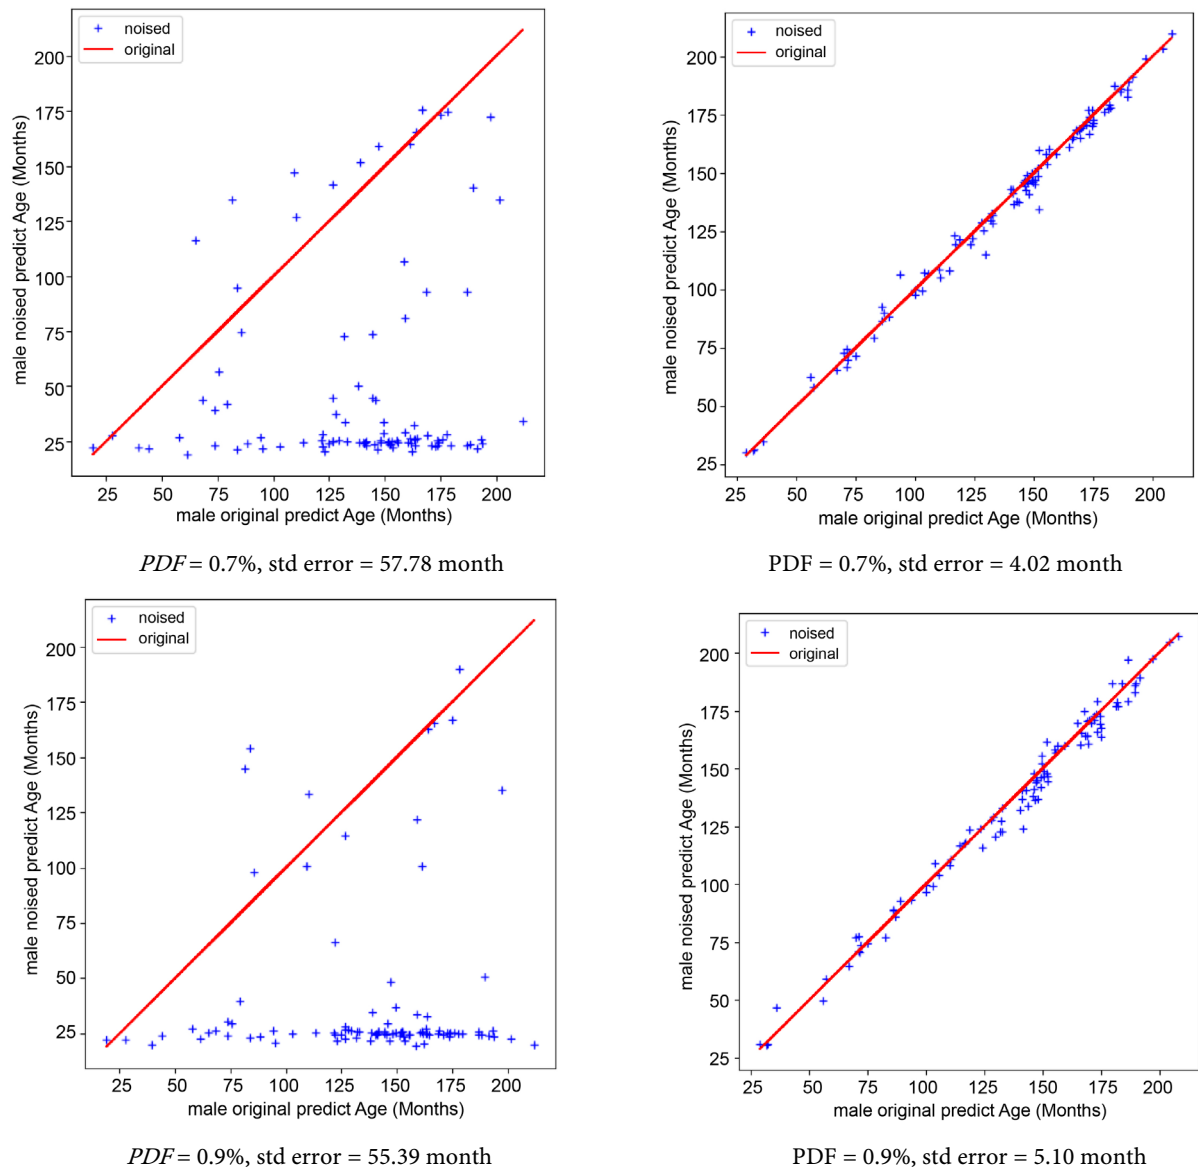 noised
original
200
175
150
125
100
75
50
25
male noised predict Age (Months)
25 50 75 100 125 150 175 200
male original predict Age (Months)
PDF = 0.7%, std error = 57.78 month
noised
original
200
175
150
125
100
75
50
25
male noised predict Age (Months)
25 50 75 100 125 150 175 200
male original predict Age (Months)
PDF = 0.7%, std error = 4.02 month
noised
original
200
175
150
125
100
75
50
25
male noised predict Age (Months)
25 50 75 100 125 150 175 200
male original predict Age (Months)
PDF = 0.9%, std error = 55.39 month
noised
original
200
175
150
125
100
75
50
25
male noised predict Age (Months)
25 50 75 100 125 150 175 200
male original predict Age (Months)
PDF = 0.9%, std error = 5.10 month